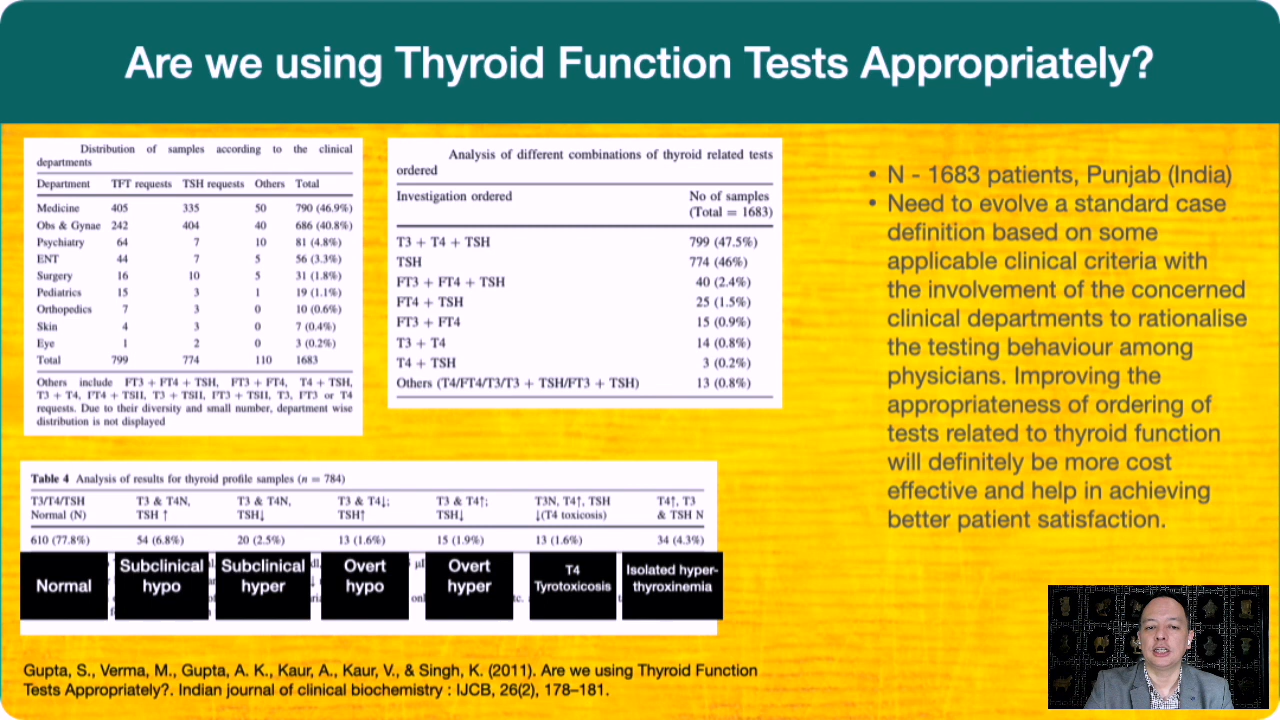 Are we using Thyroid Function Tests Appropriately?
Distribution of samples according to the clinical
departments
Department TFT requests TSH requests Others Total
Medicine 405 335 50 790 (46.9%)
Obs & Gynae 242 404 40 686 (40.8%)
Psychiatry 64 7 10 81 (4.8%)
ENT 44 7 5 56 (3.3%)
Surgery 16 10 5 31 (1.8%)
Pediatrics 15 3 1 19 (1.1%)
Orthopedics 7 3 0 10 (0.6%)
Skin 4 3 0 7 (0.4%)
Eye 1 2 0 3 (0.2%)
Total 799 774 110 1683
Others include FT3 + FT4 + TSH, FT3 + FT4, T4 + TSH,
T3 + T4, FT4 + TSH, T3 + TSH, FT3 + TSH, T3, FT3 or T4
requests. Due to their diversity and small number, department wise
distribution is not displayed
Analysis of different combinations of thyroid related tests
ordered
Investigation ordered No of samples
(Total = 1683)
T3 + T4 + TSH 799 (47.5%)
TSH 774 (46%)
FT3 + FT4 + TSH 40 (2.4%)
FT4 + TSH 25 (1.5%)
FT3 + FT4 15 (0.9%)
T3 + T4 14 (0.8%)
T4 + TSH 3 (0.2%)
Others (T4/FT4/T3/T3 + TSH/FT3 + TSH) 13 (0.8%)
• N - 1683 patients, Punjab (India)
• Need to evolve a standard case
definition based on some
applicable clinical criteria with
the involvement of the concerned
clinical departments to rationalise
the testing behaviour among
physicians. Improving the
appropriateness of ordering of
tests related to thyroid function
will definitely be more cost
effective and help in achieving
better patient satisfaction.
Table 4 Analysis of results for thyroid profile samples (n = 784)
T3/T4/TSH T3 & T4N, T3 & T4N, T3 & T4↓; T3 & T4↑; T3N, T4↑, TSH T4↑, T3
Normal (N) TSH ↑ TSH↓ TSH↑ TSH↓ ↓(T4 toxicosis) & TSH N
610 (77.8%) 54 (6.8%) 20 (2.5%) 13 (1.6%) 15 (1.9%) 13 (1.6%) 34 (4.3%)
Normal
Subclinical
hypo
Subclinical
hyper
Overt
hypo
Overt
hyper
T4
Tyrotoxicosis
Isolated hyper-
thyroxinemia
Gupta, S., Verma, M., Gupta, A. K., Kaur, A., Kaur, V., & Singh, K. (2011). Are we using Thyroid Function
Tests Appropriately?. Indian journal of clinical biochemistry : IJCB, 26(2), 178–181.